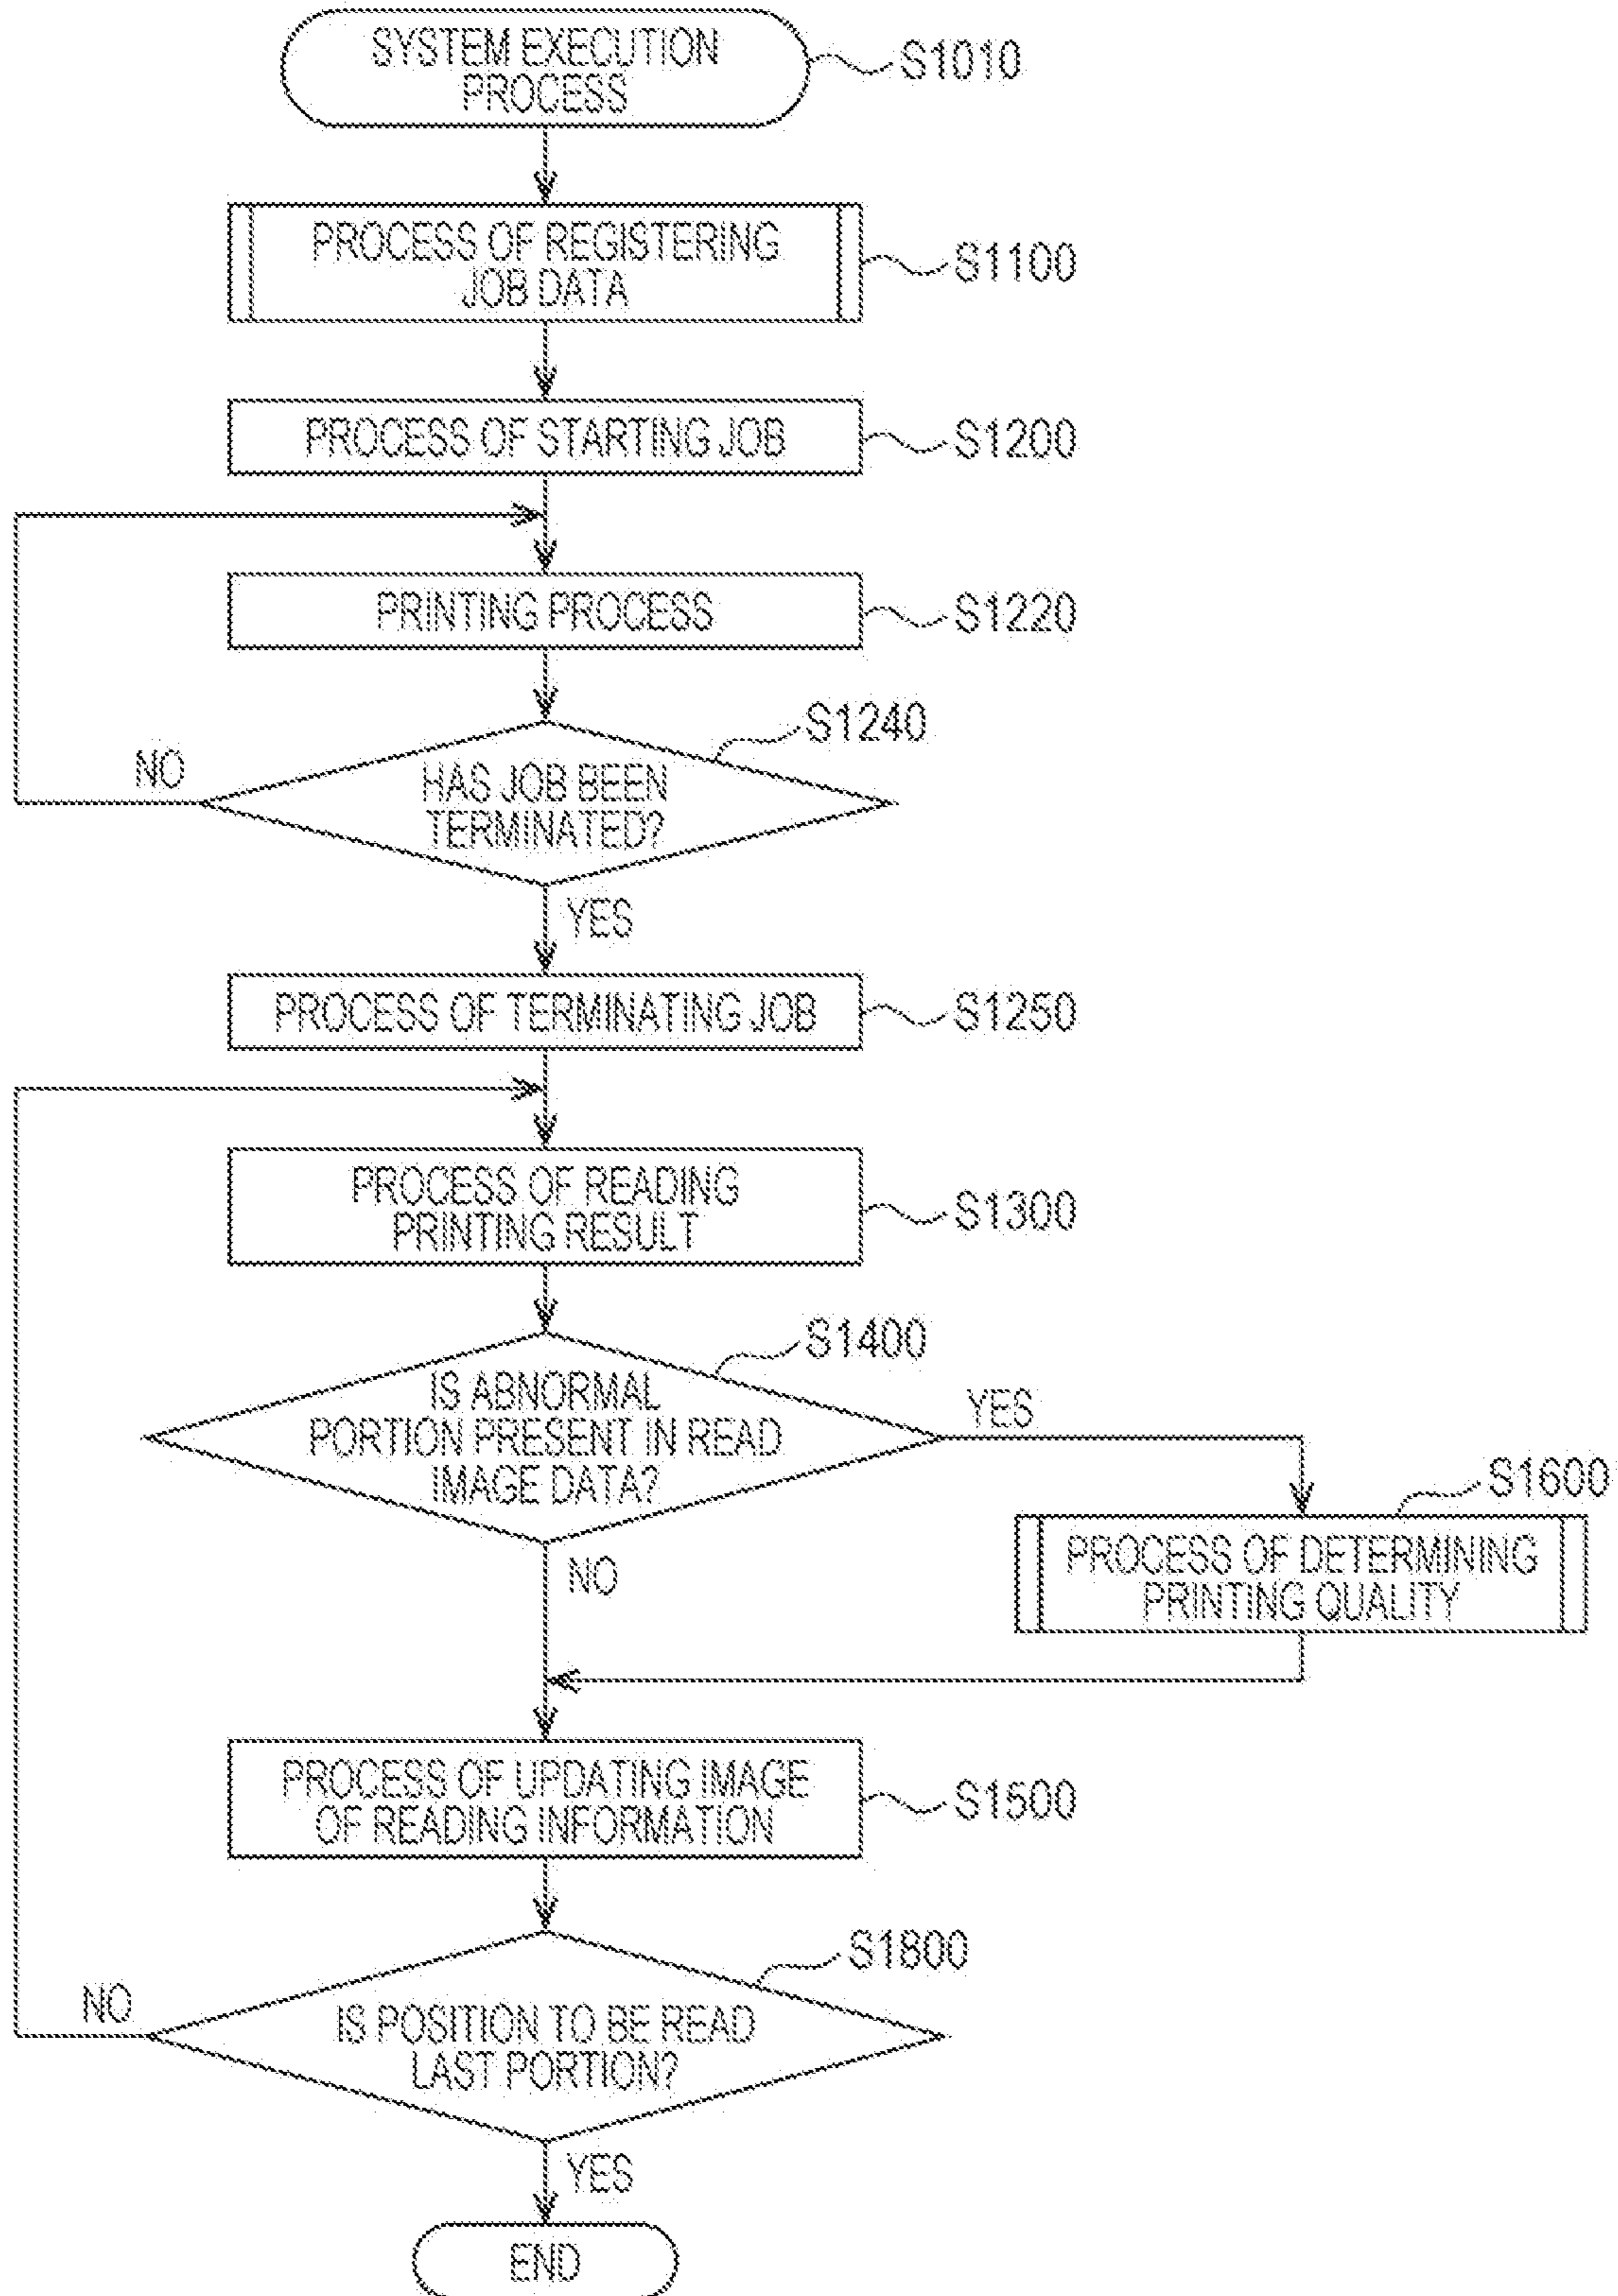 SYSTEM EXECUTION
PROCESS
S1010
PROCESS OF REGISTERING
JOB DATA
S1100
PROCESS OF STARTING JOB
S1200
PRINTING PROCESS
S1220
S1240
NO
HAS JOB BEEN
TERMINATED?
YES
PROCESS OF TERMINATING JOB
S1250
PROCESS OF READING
PRINTING RESULT
S1300
S1400
IS ABNORMAL
PORTION PRESENT IN READ
IMAGE DATA?
YES
S1600
PROCESS OF DETERMINING
PRINTING QUALITY
NO
PROCESS OF UPDATING IMAGE
OF READING INFORMATION
S1500
S1800
NO
IS POSITION TO BE READ
LAST PORTION?
YES
END